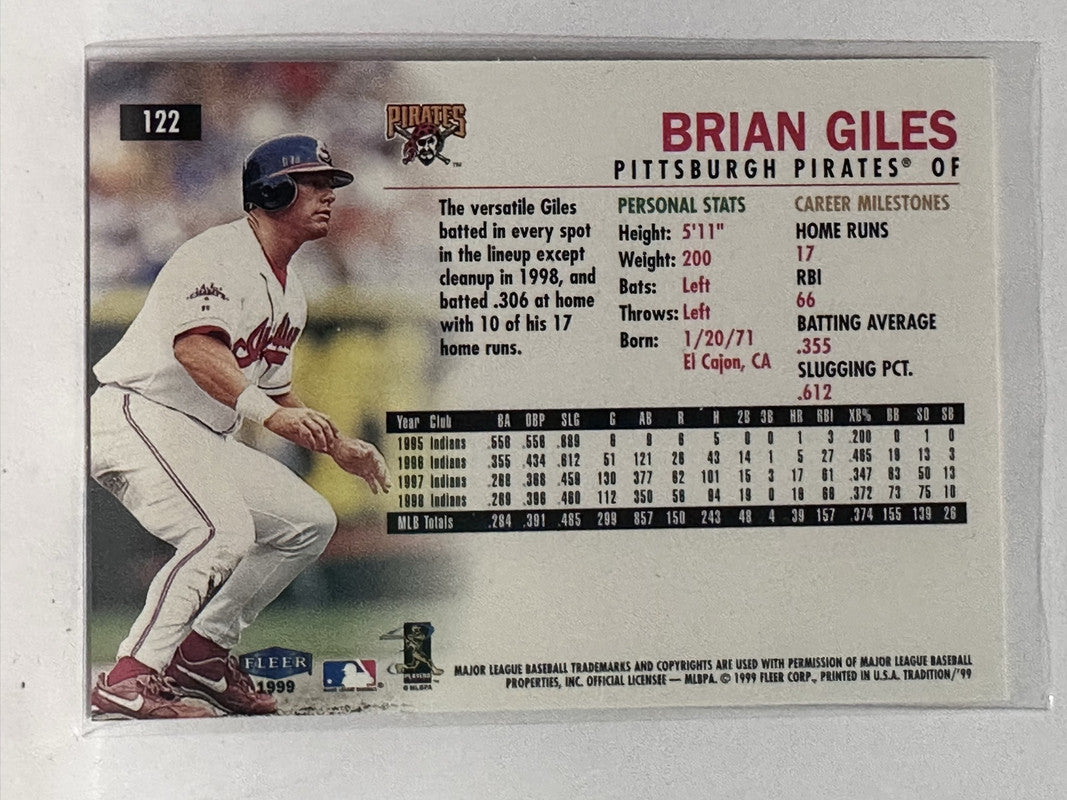 122
PIRATES
BRIAN GILES
PITTSBURGH PIRATES® OF
The versatile Giles
batted in every spot
in the lineup except
cleanup in 1998, and
batted .306 at home
with 10 of his 17
home runs.
PERSONAL STATS
Height: 5'11"
Weight: 200
Bats: Left
Throws: Left
Born: 1/20/71
El Cajon, CA
CAREER MILESTONES
HOME RUNS
17
RBI
66
BATTING AVERAGE
.355
SLUGGING PCT.
.612
Year Club BA OBP SLG G AB R H 2B 3B HR RBI XB% BB SO SB
1995 Indians .556 .556 .889 6 9 6 5 0 0 1 3 .200 0 1 0
1996 Indians .355 .434 .612 51 121 26 43 14 1 5 27 .465 19 13 3
1997 Indians .268 .368 .459 130 377 62 101 15 3 17 61 .347 63 50 13
1998 Indians .269 .396 .460 112 350 56 94 19 0 16 66 .372 73 75 10
MLB Totals .284 .391 .485 299 857 150 243 48 4 39 157 .374 155 139 26
Indians
FLEER
1999
PLAYERS
© MLBPA
MAJOR LEAGUE BASEBALL TRADEMARKS AND COPYRIGHTS ARE USED WITH PERMISSION OF MAJOR LEAGUE BASEBALL
PROPERTIES, INC. OFFICIAL LICENSEE — MLBPA. © 1999 FLEER CORP., PRINTED IN U.S.A. TRADITION/'99